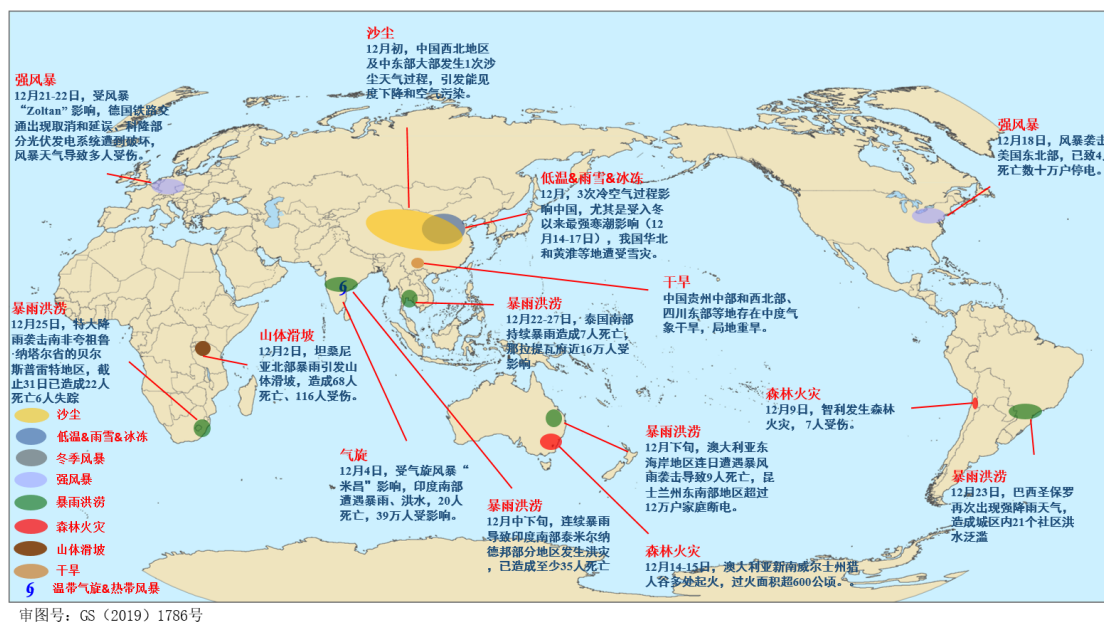 沙尘
12月初，中国西北地区
及中东部大部发生1次沙
尘天气过程，引发能见
度下降和空气污染。
强风暴
12月21-22日，受风暴
“Zoltan”影响，德国铁路交
通出现取消和延误、科隆部
分光伏发电系统遭到破坏，
风暴天气导致多人受伤。
强风暴
12月18日，风暴袭击
美国东北部，已致4人
死亡数十万户停电。
低温&雨雪&冰冻
12月，3次冷空气过程影
响中国，尤其是受入冬
以来最强寒潮影响（12
月14-17日），我国华北
和黄淮等地遭受雪灾。
干旱
中国贵州中部和西北部、
四川东部等地存在中度气
象干旱，局地重旱。
暴雨洪涝
12月22-27日，泰国南部
持续暴雨造成7人死亡，
那拉提瓦府近16万人受
影响
暴雨洪涝
12月25日，特大降
雨袭击南非夸祖鲁
·纳塔尔省的贝尔
斯普雷特地区，截
止31日已造成22人
死亡6人失踪
山体滑坡
12月2日，坦桑尼
亚北部暴雨引发山
体滑坡，造成68人
死亡、116人受伤。
森林火灾
12月9日，智利发生森林
火灾，7人受伤。
气旋
12月4日，受气旋风暴“
米昌”影响，印度南部
遭遇暴雨、洪水，20人
死亡，39万人受影响。
暴雨洪涝
12月中下旬，连续暴雨
导致印度南部泰米尔纳
德邦部分地区发生洪灾
，已造成至少35人死亡
暴雨洪涝
12月下旬，澳大利亚东
海岸地区连日遭遇暴风
雨袭击导致9人死亡，昆
士兰州东南部地区超过
12万户家庭断电。
森林火灾
12月14-15日，澳大利亚新南威尔士州猎
人谷多处起火，过火面积超600公顷。
暴雨洪涝
12月23日，巴西圣保罗
再次出现强降雨天气，
造成城区内21个社区洪
水泛滥
沙尘
低温&雨雪&冰冻
冬季风暴
强风暴
暴雨洪涝
森林火灾
山体滑坡
干旱
温带气旋&热带风暴
审图号：GS（2019）1786号